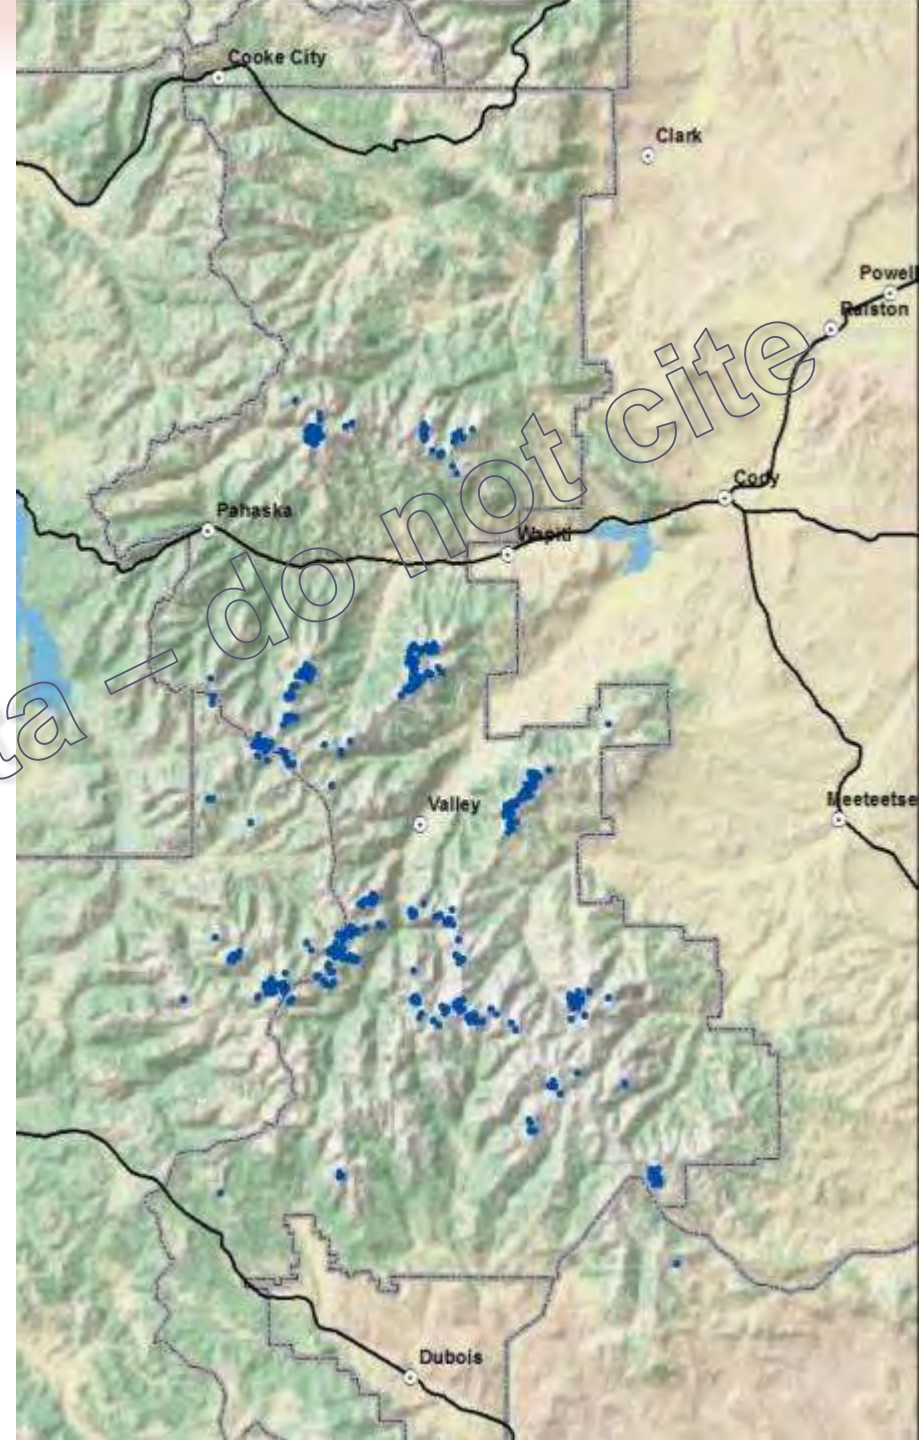 Cooke City
Clark
Powell
Ralston
Cody
Pahaska
Wapiti
Valley
Meeteetse
Dubois
ta – do not cite